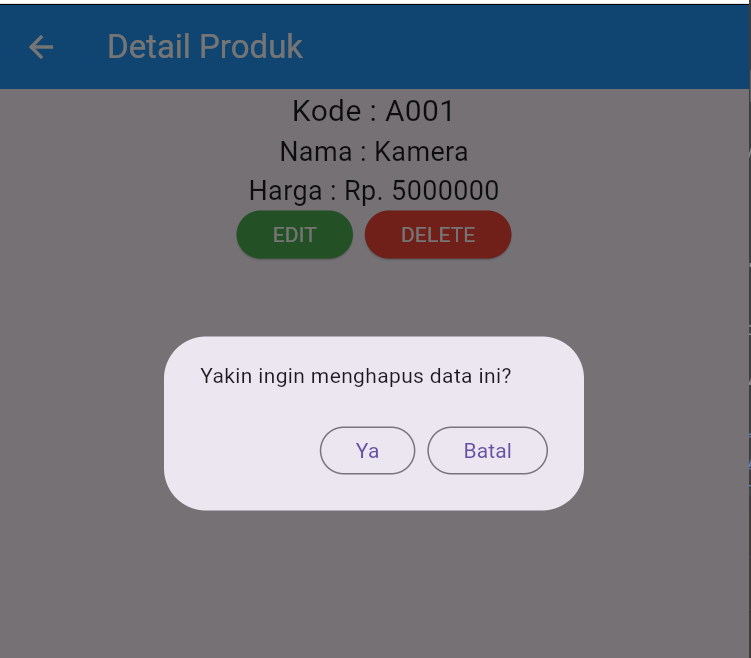 Detail Produk
Kode : A001
Nama : Kamera
Harga : Rp. 5000000
EDIT DELETE
Yakin ingin menghapus data ini?
Ya Batal